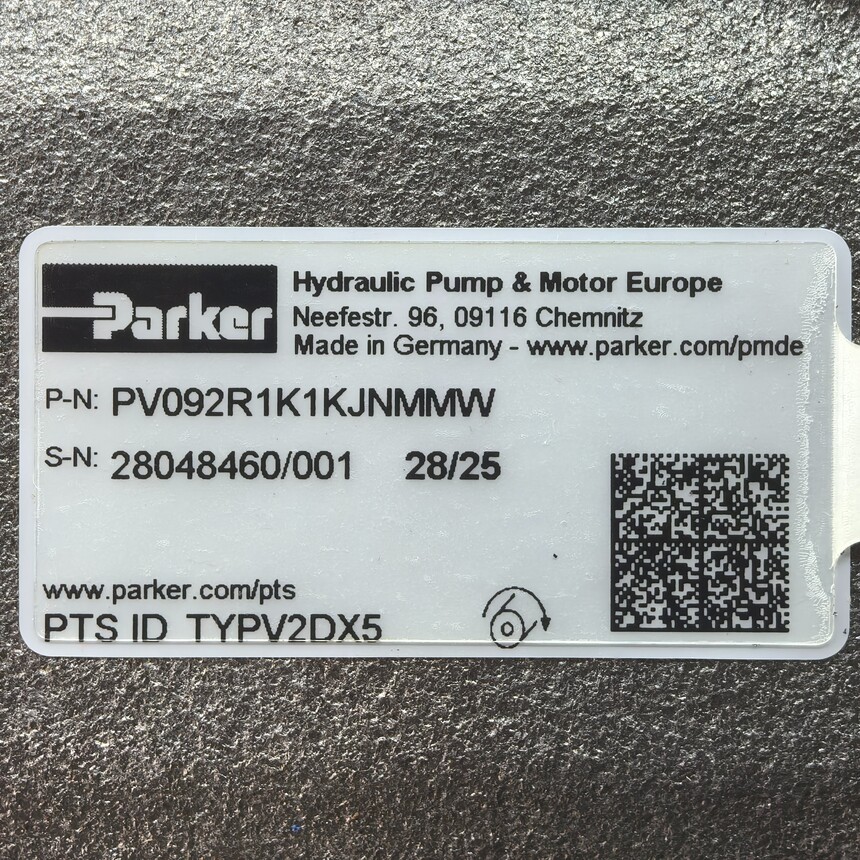 Parker
Hydraulic Pump & Motor Europe
Neefestr. 96, 09116 Chemnitz
Made in Germany - www.parker.com/pmde
P-N: PV092R1K1KJNMMW
S-N: 28048460/001 28/25
www.parker.com/pts
PTS ID TYPV2DX5